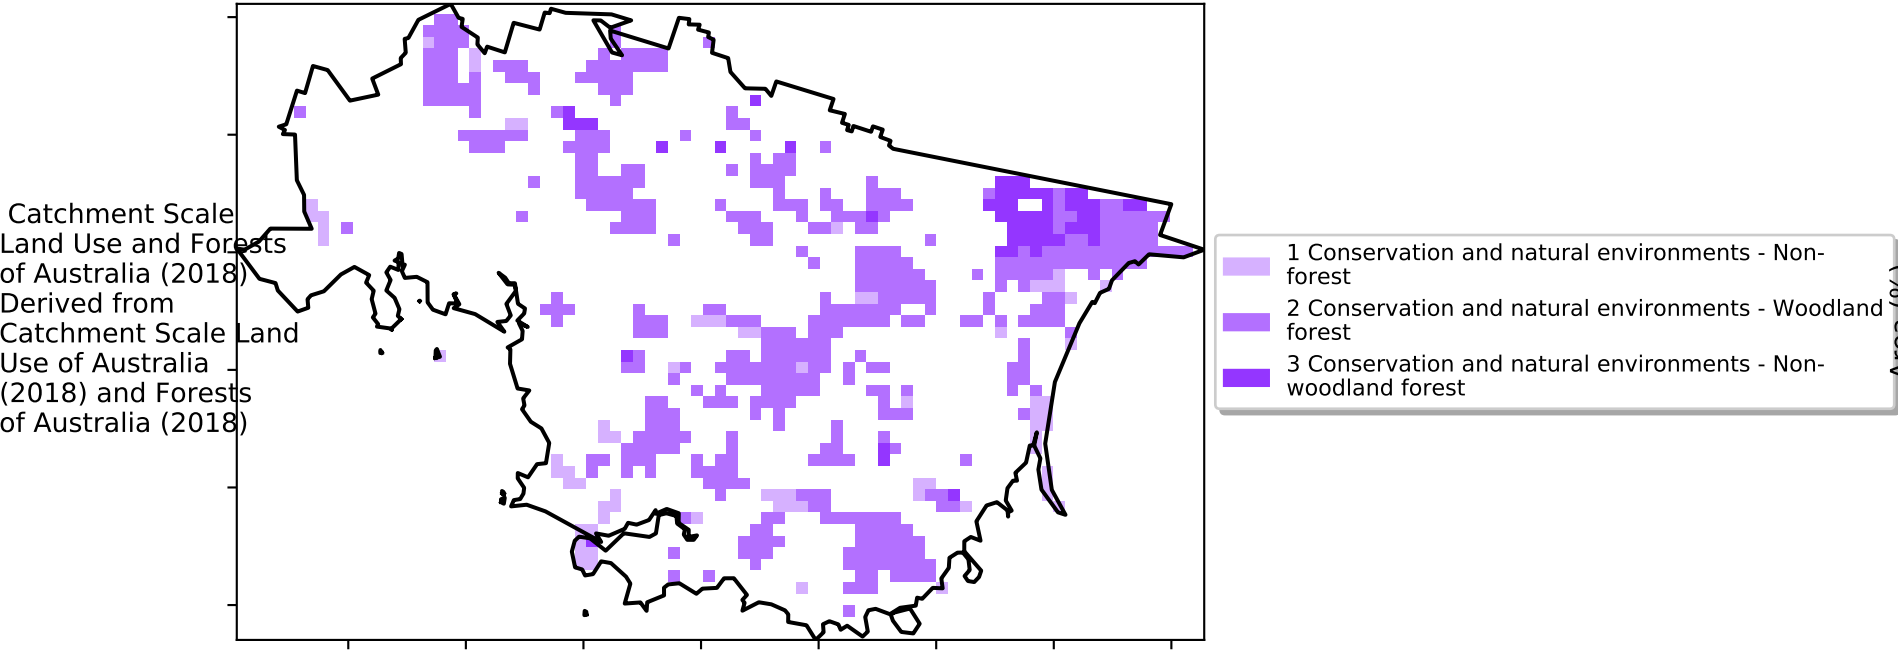 Catchment Scale
Land Use and Forests
of Australia (2018)
Derived from
Catchment Scale Land
Use of Australia
(2018) and Forests
of Australia (2018)
1 Conservation and natural environments - Non-
forest
2 Conservation and natural environments - Woodland
forest
3 Conservation and natural environments - Non-
woodland forest